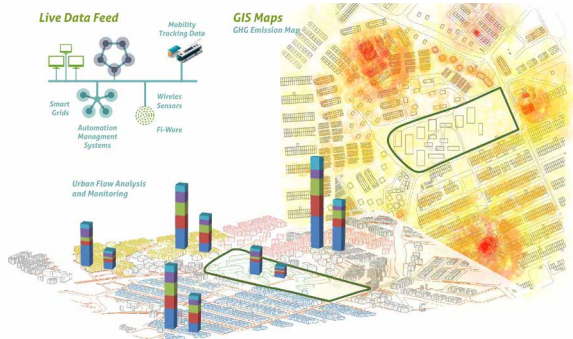 Live Data Feed
Mobility
Tracking Data
Smart
Grids
Automation
Managment
Systems
Wireles
Sensors
Fi-Ware
GIS Maps
GHG Emission Map
Urban Flow Analysis
and Monitoring